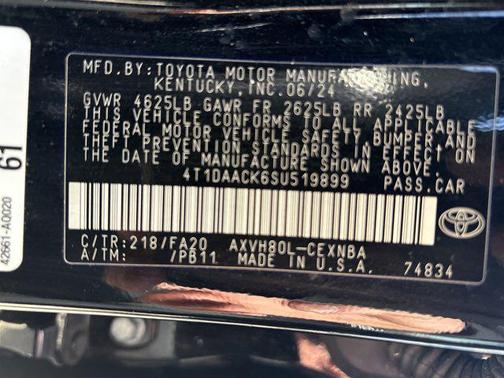 MFD.BY:TOYOTA MOTOR MANUFACTURING,
KENTUCKY,INC.06/24
GVWR 4625LB GAWR FR 2625LB RR 2425LB
THIS VEHICLE CONFORMS TO ALL APPLICABLE
FEDERAL MOTOR VEHICLE SAFETY,BUMPER,AND
THEFT PREVENTION STANDARDS IN EFFECT ON
THE DATE OF MANUFACTURE SHOWN ABOVE.
4T1DAACK6SU519899 PASS.CAR
C/TR:218/FA20 AXVH80L-CEXNBA
A/TM: /PB11 MADE IN U.S.A. 74834
TOYOTA
42661-A0020
61